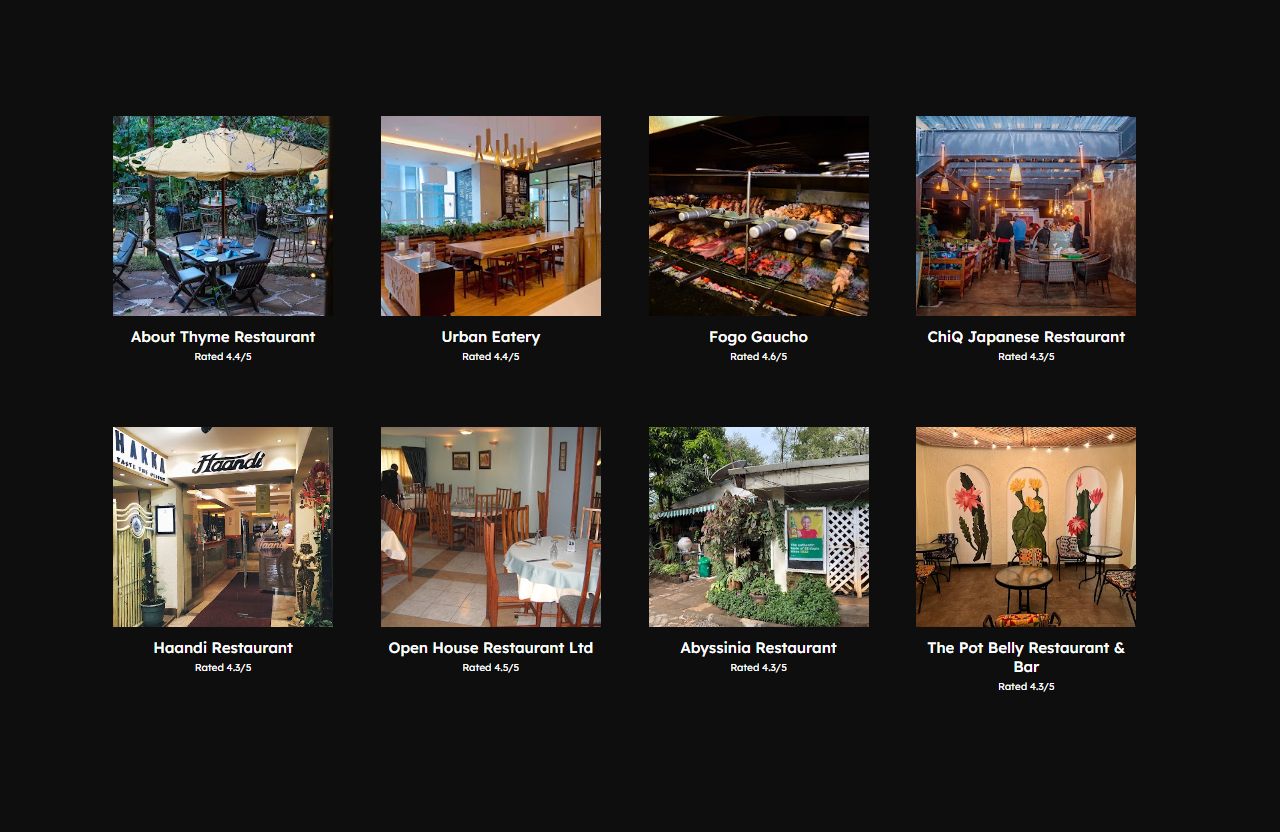 About Thyme Restaurant
Rated 4.4/5
Urban Eatery
Rated 4.4/5
Fogo Gaucho
Rated 4.6/5
ChiQ Japanese Restaurant
Rated 4.3/5
HAKKA
TASTE THE
Haandi
Haandi Restaurant
Rated 4.3/5
Open House Restaurant Ltd
Rated 4.5/5
Abyssinia Restaurant
Rated 4.3/5
The Pot Belly Restaurant &
Bar
Rated 4.3/5